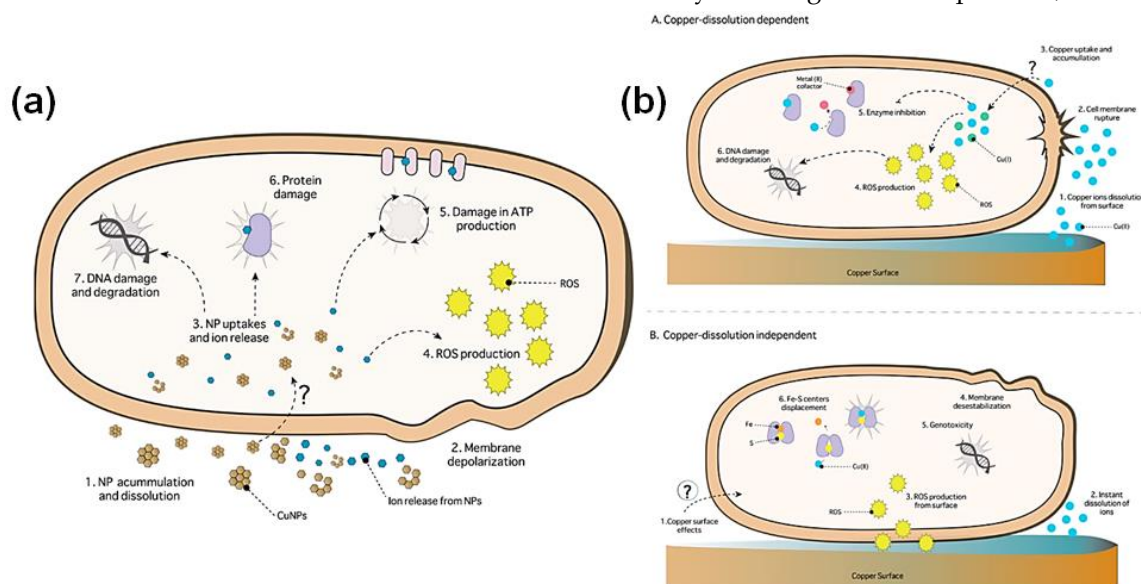 (a)
6. Protein
damage
5. Damage in ATP
production
7. DNA damage
and degradation
ROS
3. NP uptakes
and ion release
4. ROS production
?
2. Membrane
depolarization
1. NP acummulation
and dissolution
Ion release from NPs
CuNPs
(b)
A. Copper-dissolution dependent
3. Copper uptake and
accumullation
?
Metal (II)
cofactor
2. Cell membrane
rupture
5. Enzyme inhibition
6. DNA damage
and degradation
Cu(I)
4. ROS production
ROS
1. Copper ions dissolution
from surface
Cu(II)
Copper Surface
B. Copper-dissolution independent
6. Fe-S centers
displacement
4. Membrane
desestabilization
Fe
S
5. Genotoxicity
Cu(II)
?
1. Copper surface
effects
ROS
3. ROS production
from surface
2. Instant
dissolution of
ions
Copper Surface